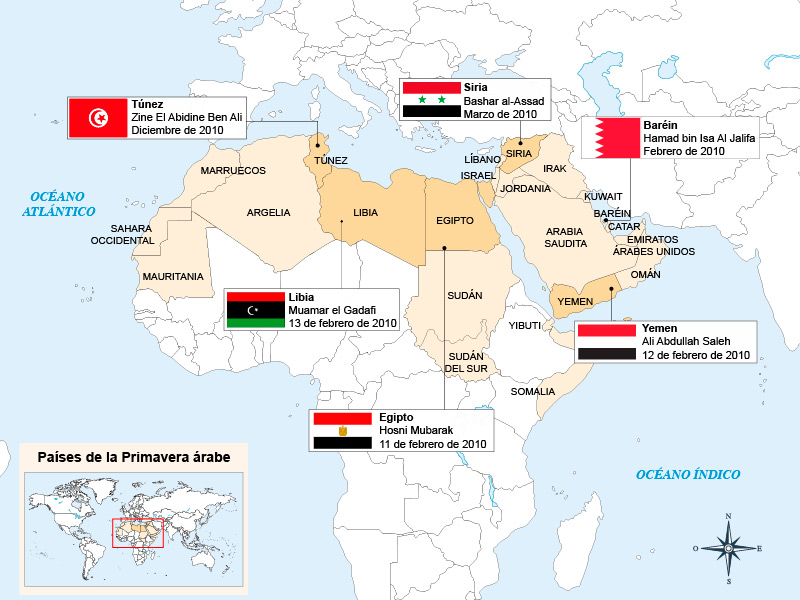 Siria
Bashar al-Assad
Marzo de 2010
Túnez
Zine El Abidine Ben Ali
Diciembre de 2010
Baréin
Hamad bin Isa Al Jalifa
Febrero de 2010
TÚNEZ
LÍBANO
SIRIA
ISRAEL
IRAK
MARRUECOS
JORDANIA
KUWAIT
OCÉANO
ATLÁNTICO
ARGELIA
LIBIA
EGIPTO
BARÉIN
CATAR
SAHARA
OCCIDENTAL
ARABIA
SAUDITA
EMIRATOS
ÁRABES UNIDOS
MAURITANIA
OMÁN
SUDÁN
YEMEN
Libia
Muamar el Gadafi
13 de febrero de 2010
YIBUTI
Yemen
Ali Abdullah Saleh
12 de febrero de 2010
SUDÁN
DEL SUR
SOMALIA
Egipto
Hosni Mubarak
11 de febrero de 2010
Países de la Primavera árabe
OCÉANO ÍNDICO
N
O
E
S